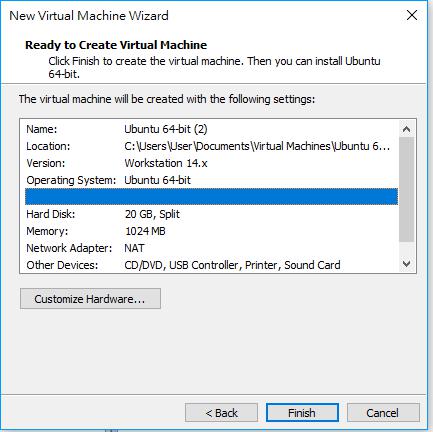 New Virtual Machine Wizard
Ready to Create Virtual Machine
Click Finish to create the virtual machine. Then you can install Ubuntu
64-bit.
The virtual machine will be created with the following settings:
Name: Ubuntu 64-bit (2)
Location: C:\Users\User\Documents\Virtual Machines\Ubuntu 6...
Version: Workstation 14.x
Operating System: Ubuntu 64-bit
Hard Disk: 20 GB, Split
Memory: 1024 MB
Network Adapter: NAT
Other Devices: CD/DVD, USB Controller, Printer, Sound Card
Customize Hardware...
< Back Finish Cancel